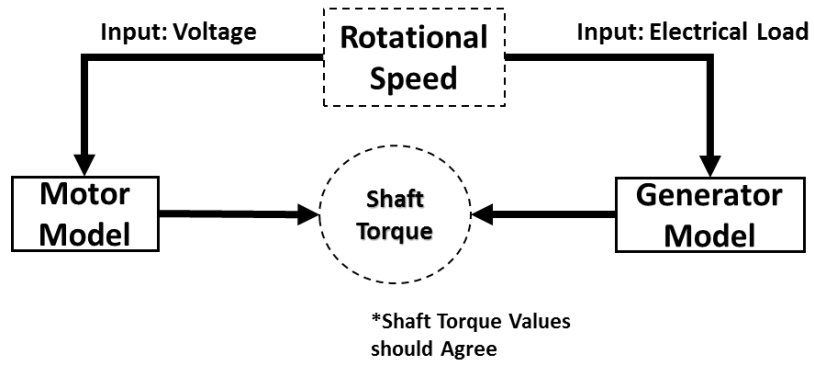 Input: Voltage
Rotational
Speed
Input: Electrical Load
Motor
Model
Shaft
Torque
Generator
Model
*Shaft Torque Values
should Agree